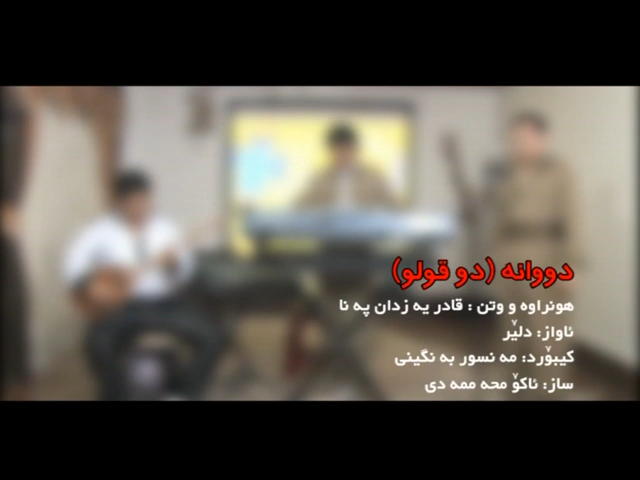 دووانه (دو قولو)
هونراوه و وتن : قادر یه زدان په نا
ئاواز: دلێر
کیبۆرد: مه نسور به نگینی
ساز: ئاکۆ محه ممه دی